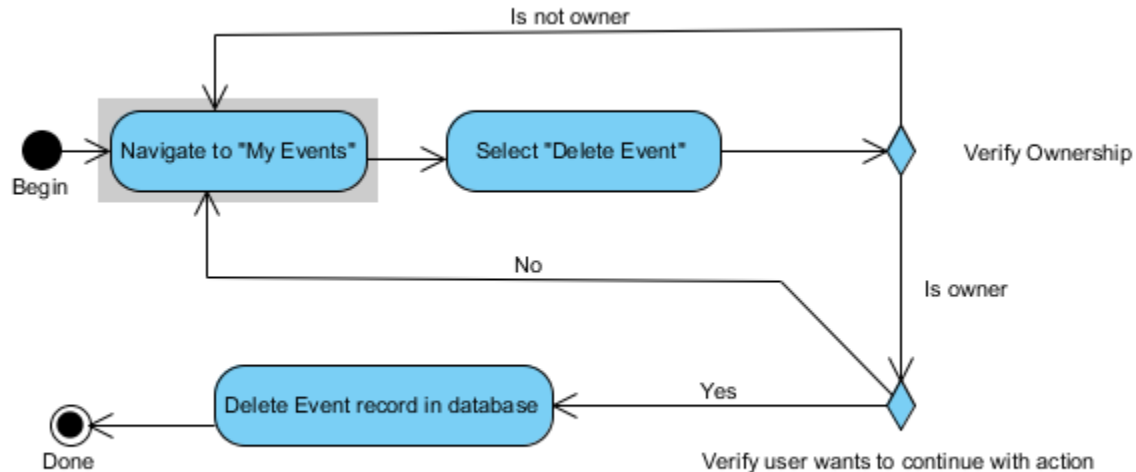 Is not owner
Navigate to "My Events"
Select "Delete Event"
Verify Ownership
Begin
No
Is owner
Yes
Delete Event record in database
Done
Verify user wants to continue with action